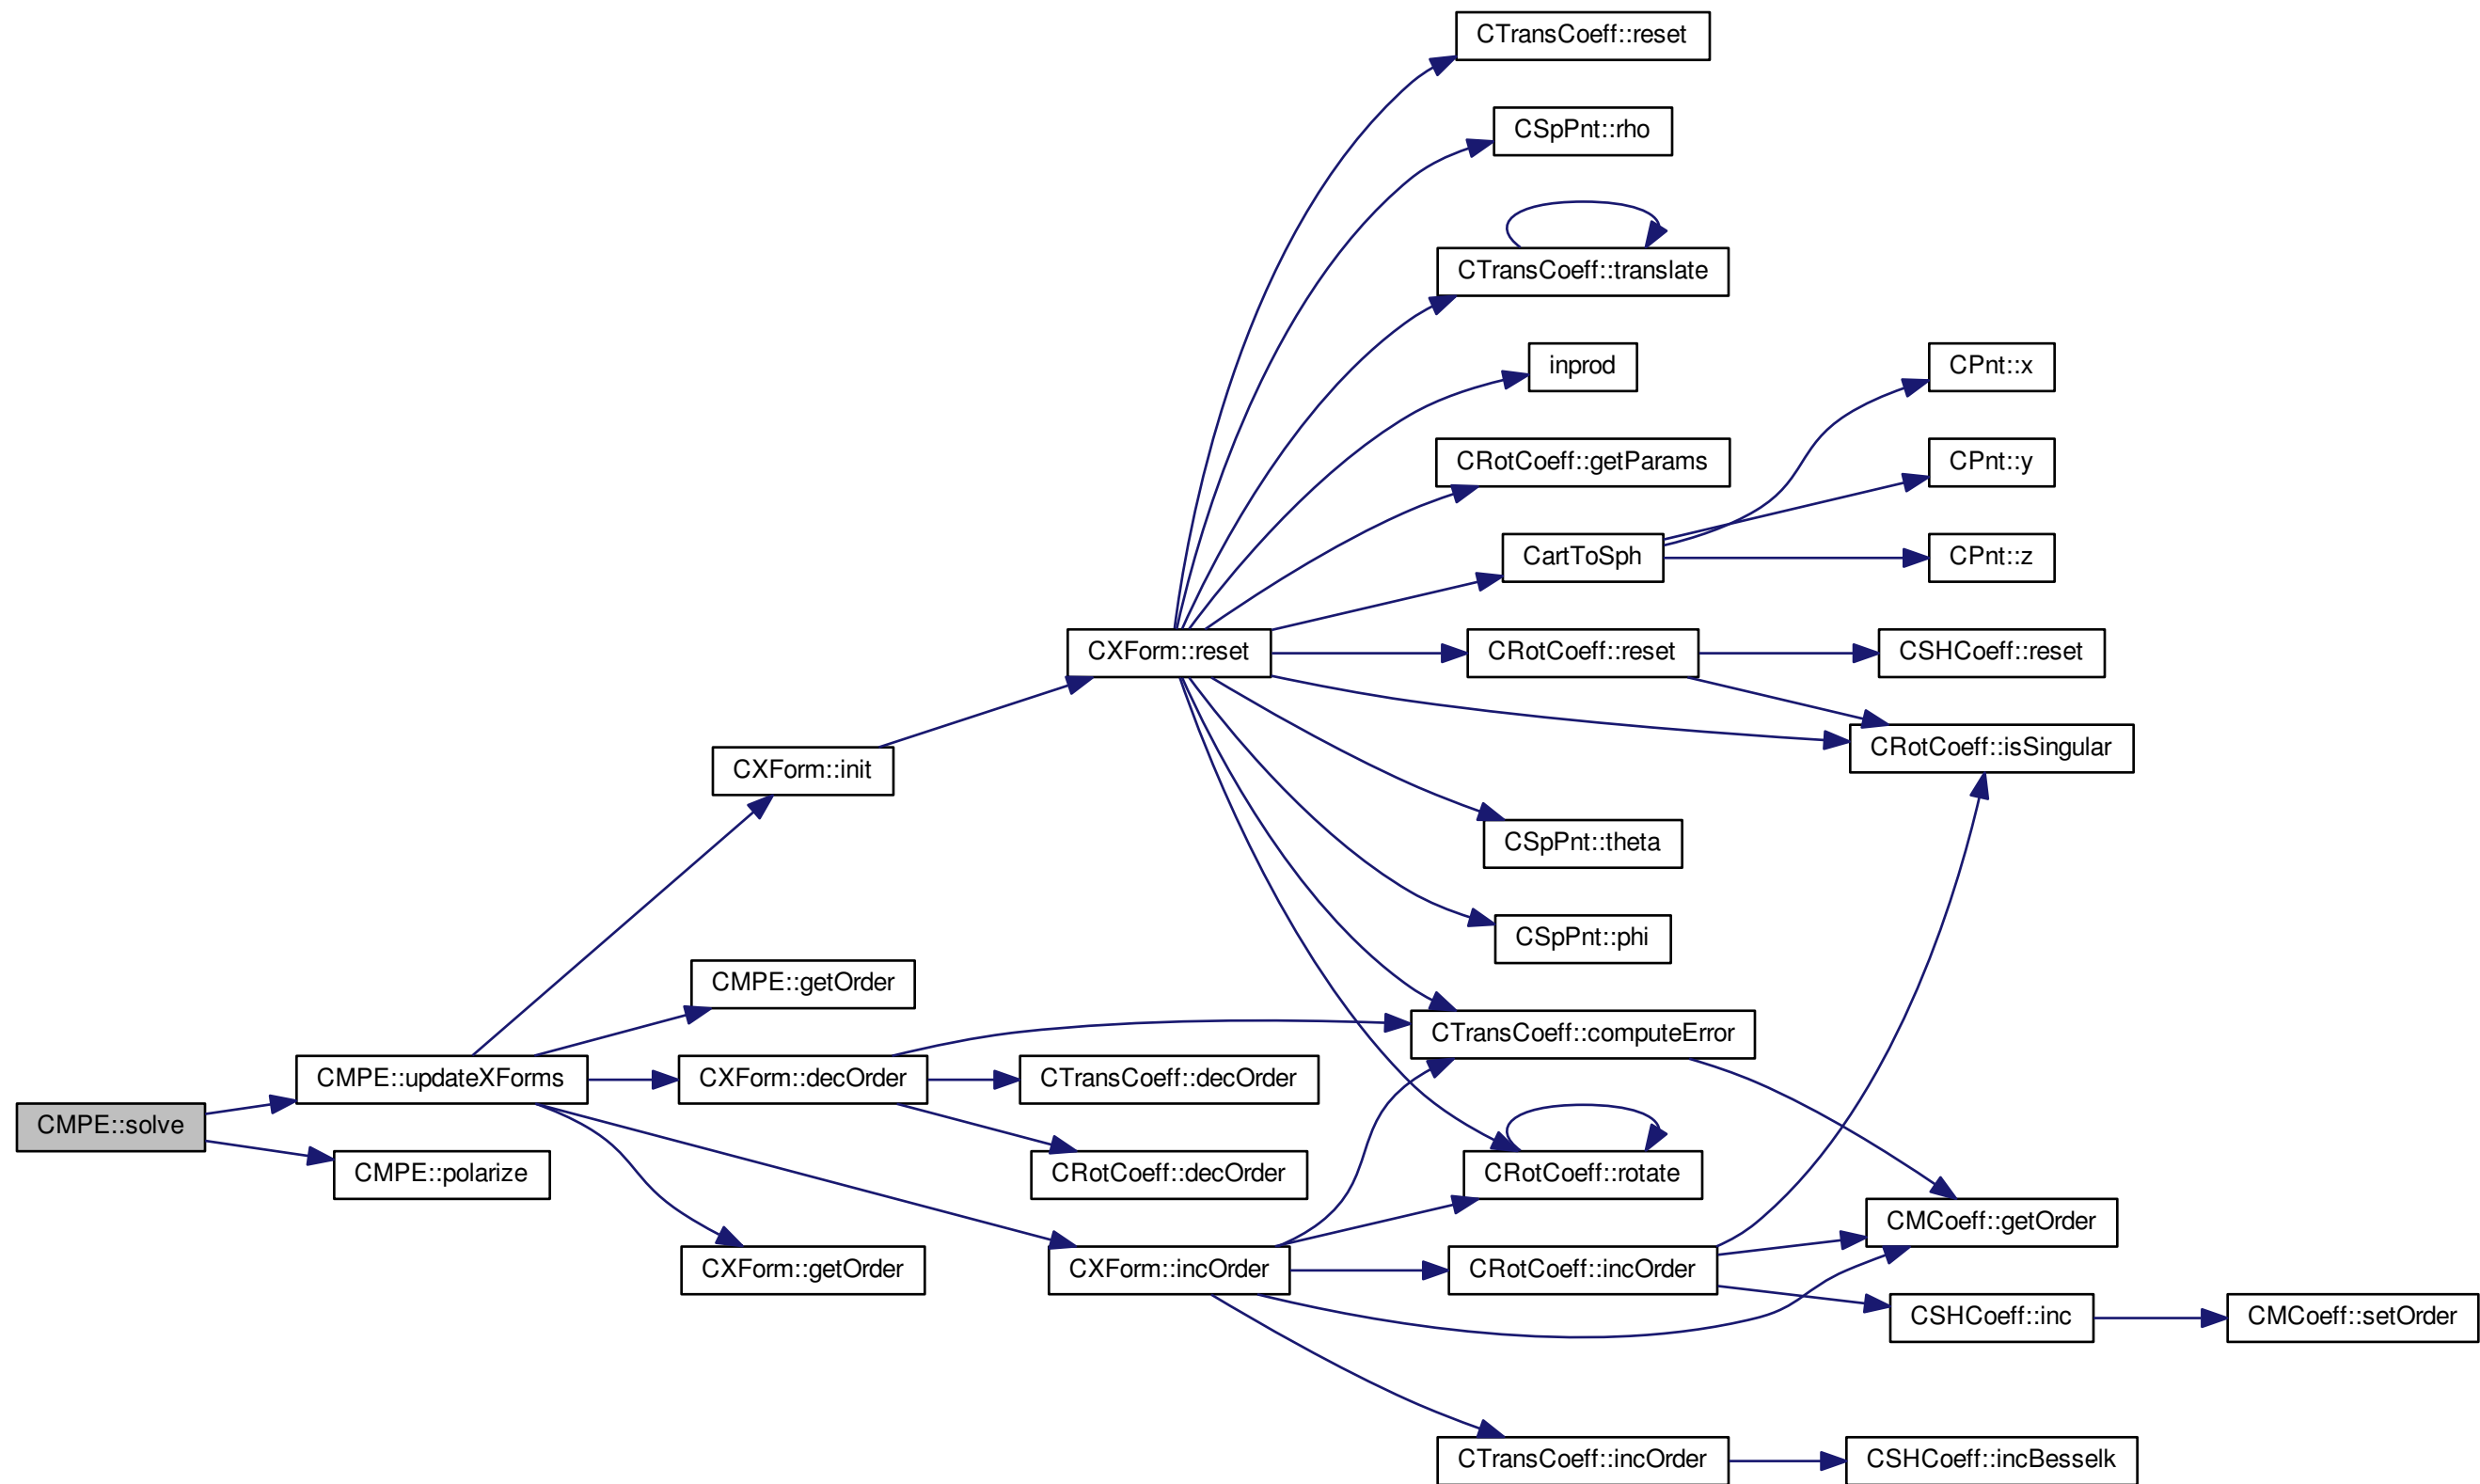 CTransCoeff::reset
CSpPnt::rho
CTransCoeff::translate
inprod
CPnt::x
CRotCoeff::getParams
CPnt::y
CartToSph
CPnt::z
CXForm::reset
CRotCoeff::reset
CSHCoeff::reset
CRotCoeff::isSingular
CXForm::init
CSpPnt::theta
CSpPnt::phi
CMPE::getOrder
CTransCoeff::computeError
CMPE::updateXForms
CXForm::decOrder
CTransCoeff::decOrder
CMPE::solve
CMPE::polarize
CRotCoeff::decOrder
CRotCoeff::rotate
CMCoeff::getOrder
CXForm::getOrder
CXForm::incOrder
CRotCoeff::incOrder
CSHCoeff::inc
CMCoeff::setOrder
CTransCoeff::incOrder
CSHCoeff::incBesselk